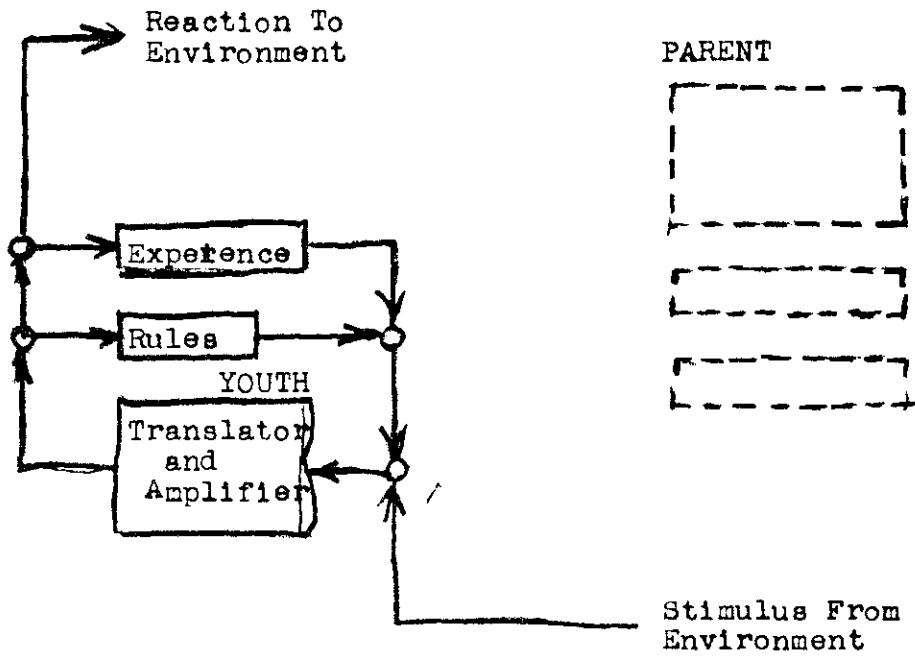 Reaction To
Environment
PARENT
Experence
Rules
YOUTH
Translator
and
Amplifier
Stimulus From
Environment